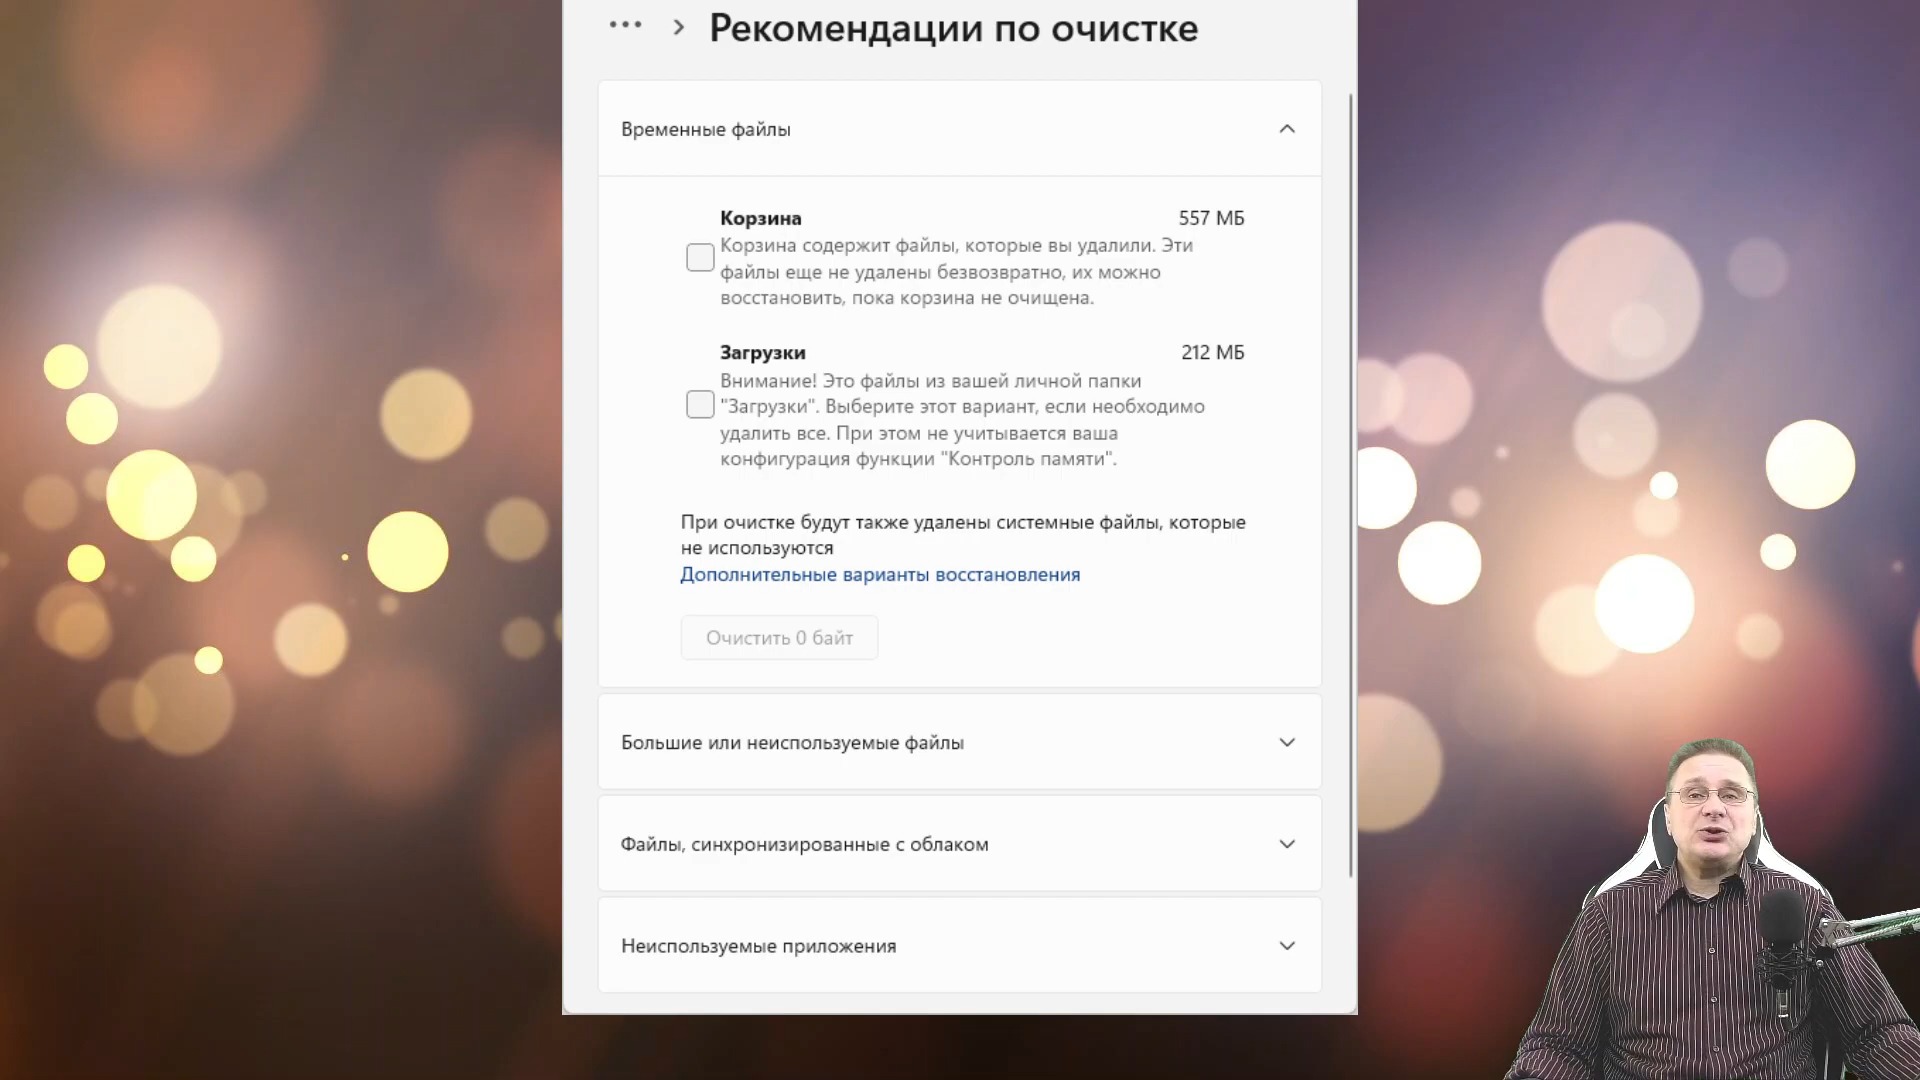 Рекомендации по очистке
Временные файлы
Корзина 557 МБ
Корзина содержит файлы, которые вы удалили. Эти
файлы еще не удалены безвозвратно, их можно
восстановить, пока корзина не очищена.
Загрузки 212 МБ
Внимание! Это файлы из вашей личной папки
"Загрузки". Выберите этот вариант, если необходимо
удалить все. При этом не учитывается ваша
конфигурация функции "Контроль памяти".
При очистке будут также удалены системные файлы, которые
не используются
Дополнительные варианты восстановления
Очистить 0 байт
Большие или неиспользуемые файлы
Файлы, синхронизированные с облаком
Неиспользуемые приложения